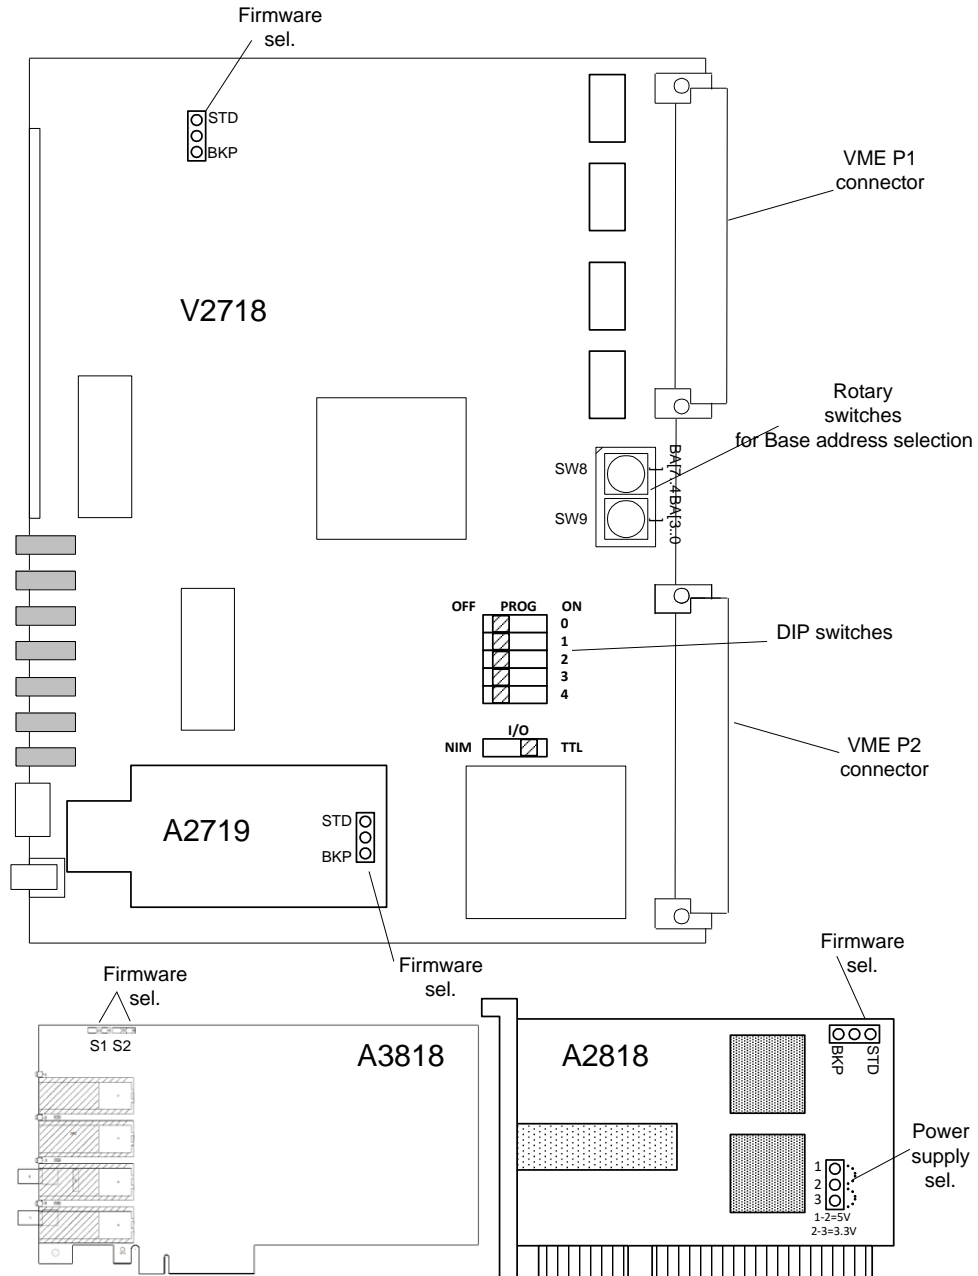 Firmware
sel.
STD
BKP
VME P1
connector
V2718
Rotary
switches
for Base address selection
SW8
SW9
BA[7..4]
BA[3..0]
OFF PROG ON
0
1
2
3
4
DIP switches
I/O
NIM TTL
VME P2
connector
A2719
STD
BKP
Firmware
sel.
Firmware
sel.
S1 S2
A3818
Firmware
sel.
A2818
BKP
STD
Power
supply
sel.
1
2
3
1-2=5V
2-3=3.3V